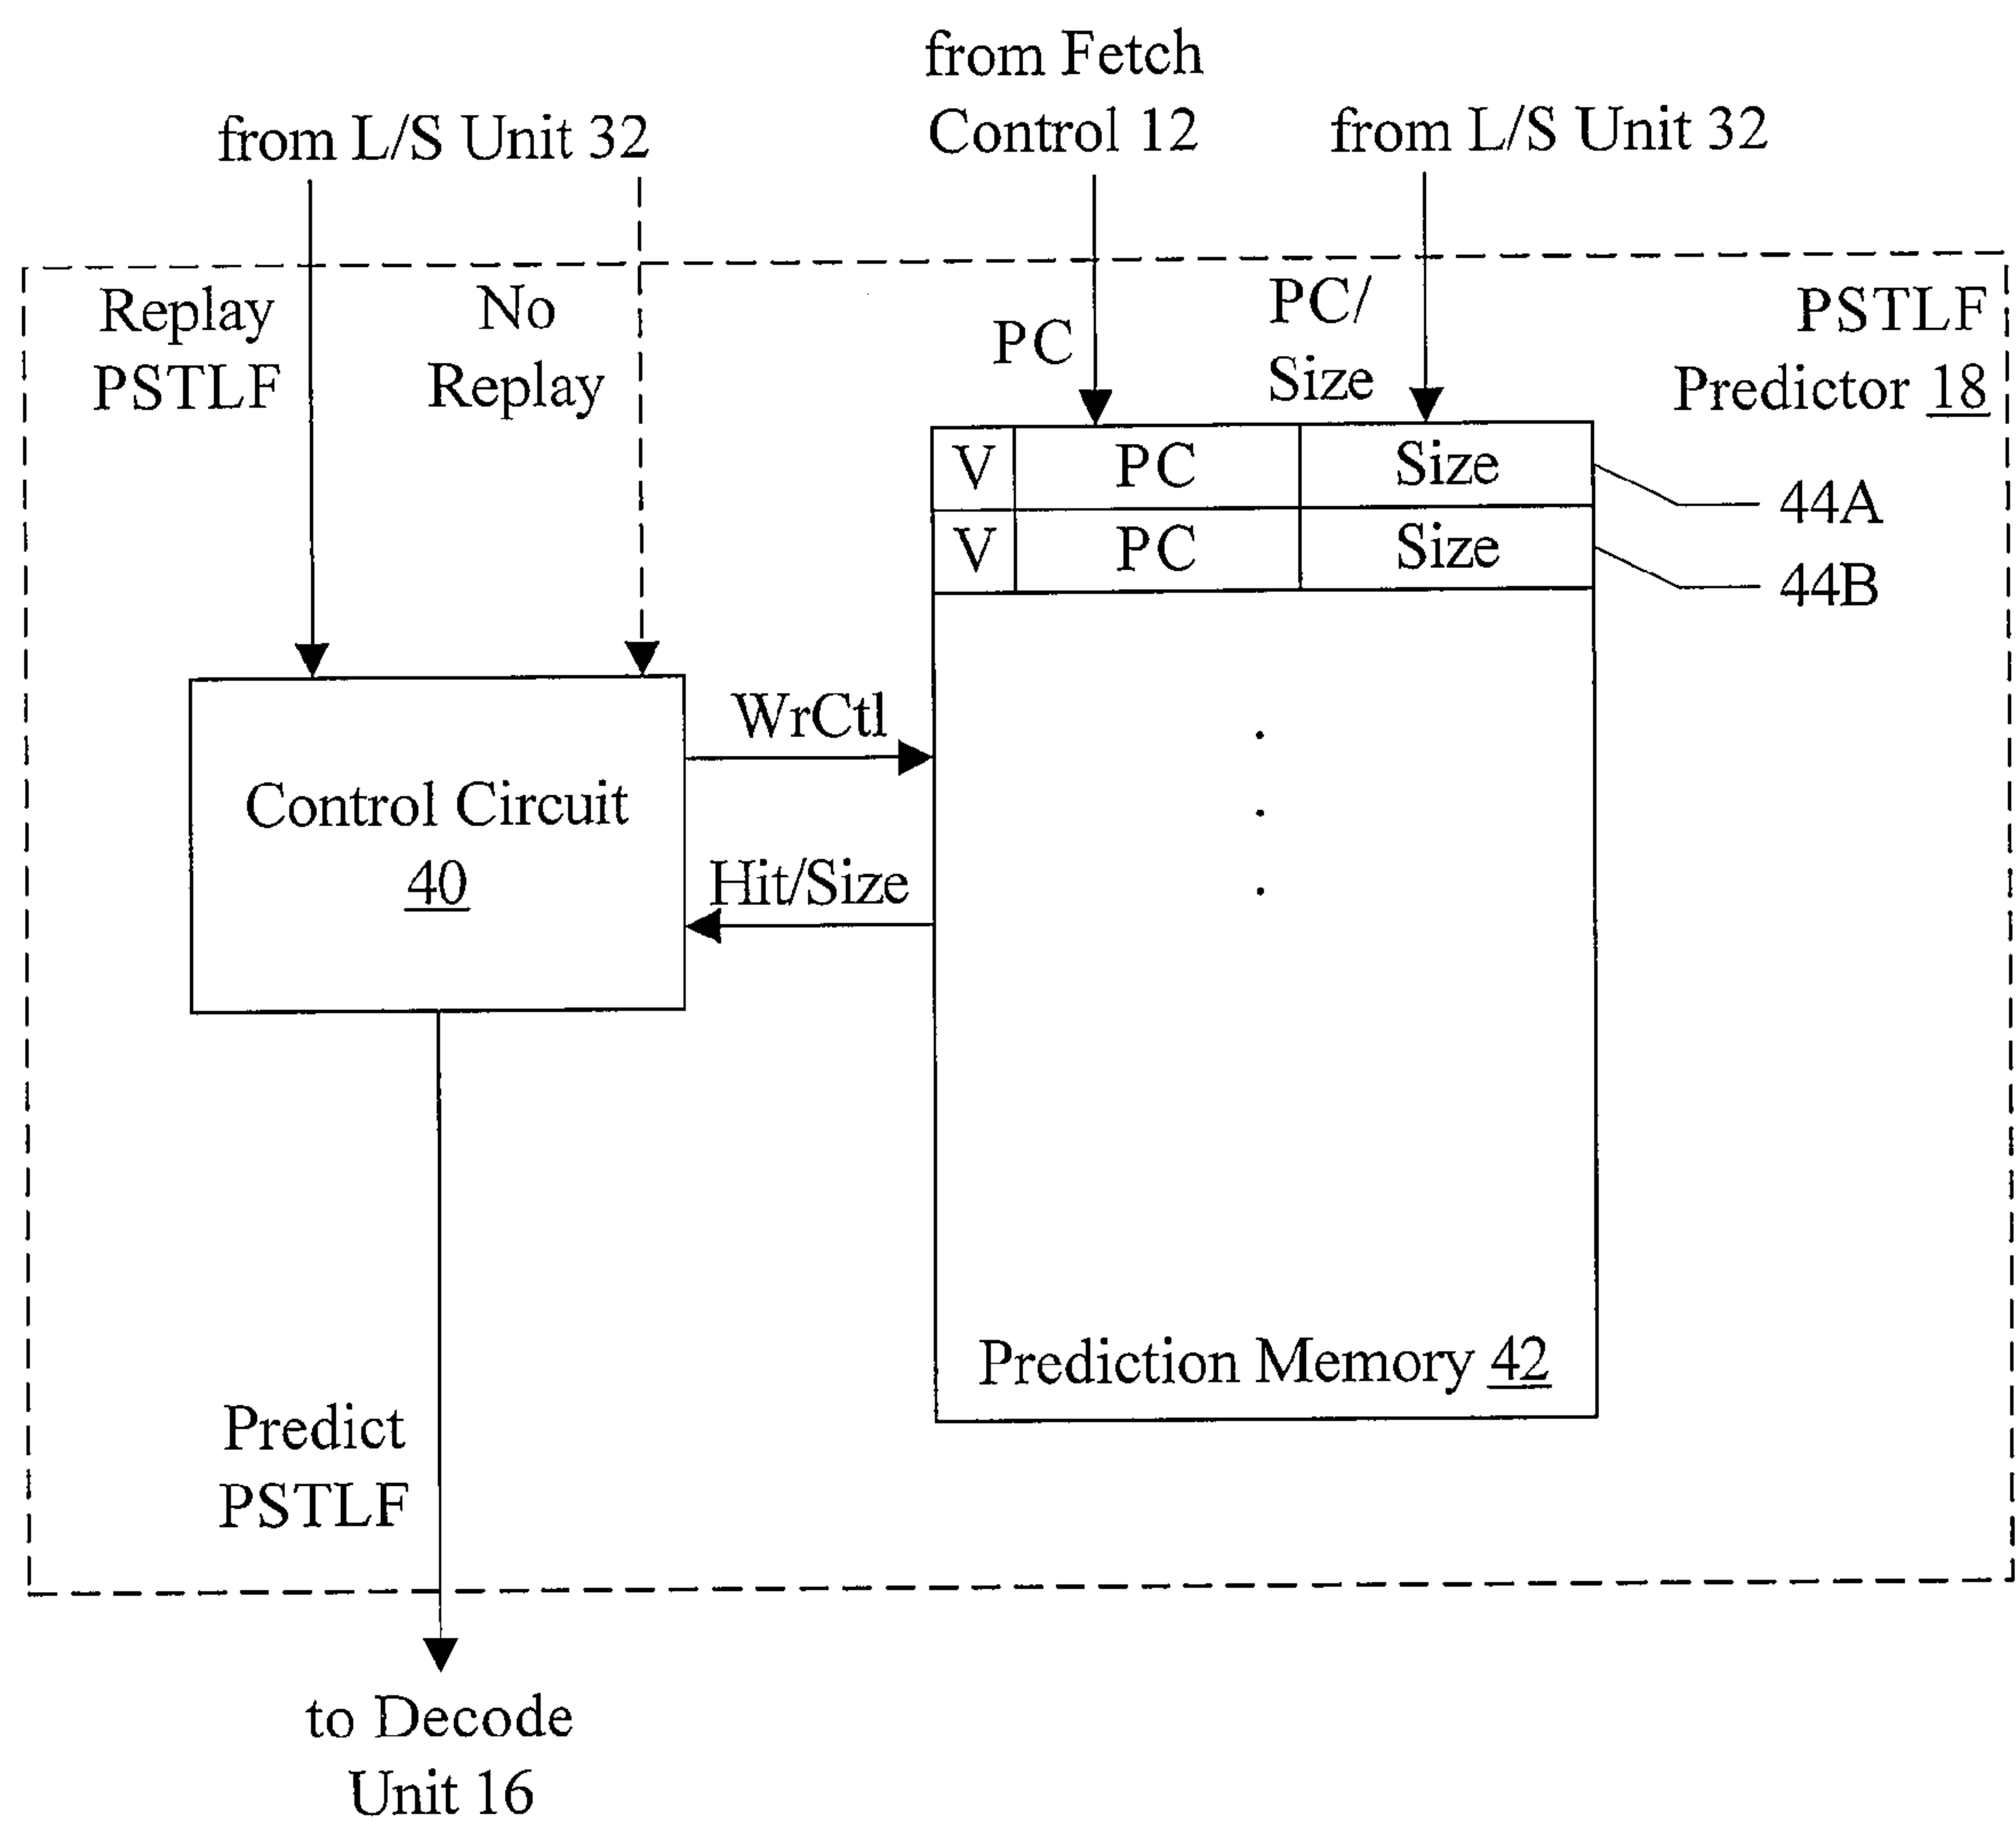 from Fetch
Control 12
from L/S Unit 32
from L/S Unit 32
Replay
PSTLF
No
Replay
PC
PC/
Size
PSTLF
Predictor 18
V PC Size
44A
V PC Size
44B
WrCtl
Control Circuit
40
Hit/Size
Prediction Memory 42
Predict
PSTLF
to Decode
Unit 16